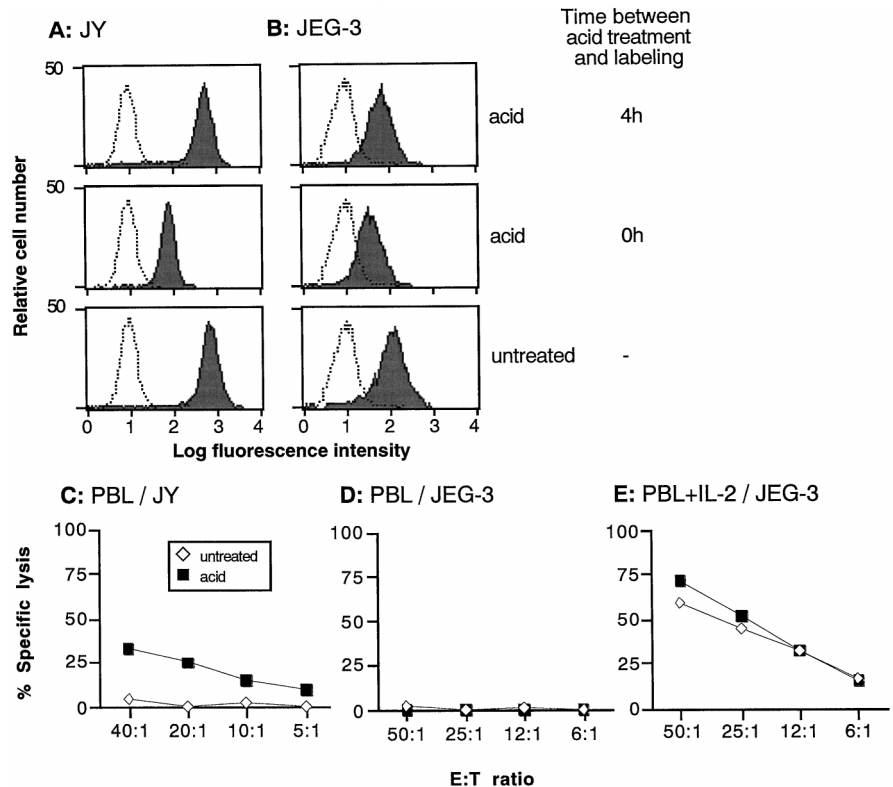 A: JY
B: JEG-3
Time between
acid treatment
and labeling
50
acid
4h
50
acid
0h
50
untreated
-
Relative cell number
0 1 2 3 4
0 1 2 3 4
Log fluorescence intensity
C: PBL / JY
D: PBL / JEG-3
E: PBL+IL-2 / JEG-3
% Specific lysis
100
75
50
25
0
untreated
acid
40:1 20:1 10:1 5:1
100
75
50
25
0
50:1 25:1 12:1 6:1
100
75
50
25
0
50:1 25:1 12:1 6:1
E:T ratio